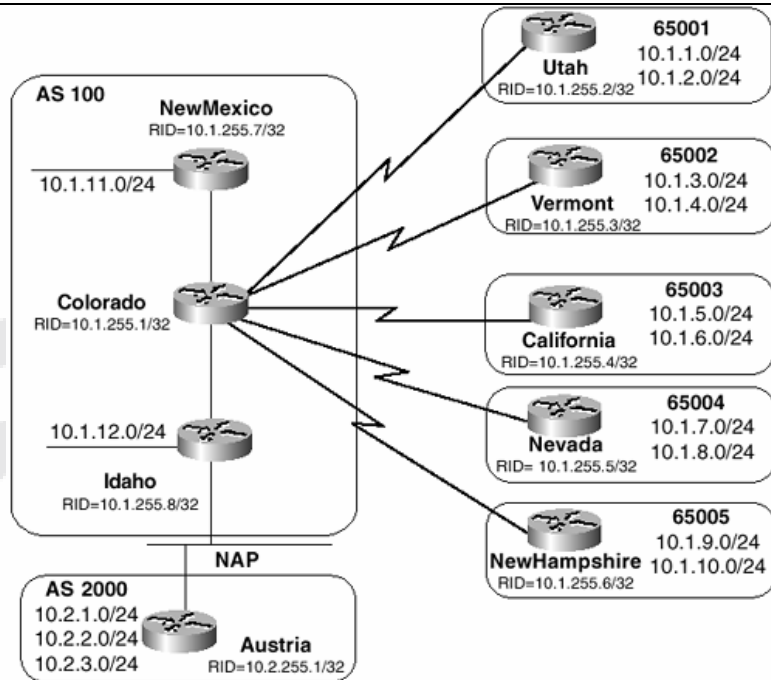 AS 100
NewMexico
RID=10.1.255.7/32
10.1.11.0/24
Colorado
RID=10.1.255.1/32
10.1.12.0/24
Idaho
RID=10.1.255.8/32
NAP
AS 2000
10.2.1.0/24
10.2.2.0/24
10.2.3.0/24
Austria
RID=10.2.255.1/32
65001
10.1.1.0/24
10.1.2.0/24
Utah
RID=10.1.255.2/32
65002
10.1.3.0/24
10.1.4.0/24
Vermont
RID=10.1.255.3/32
65003
10.1.5.0/24
10.1.6.0/24
California
RID=10.1.255.4/32
65004
10.1.7.0/24
10.1.8.0/24
Nevada
RID= 10.1.255.5/32
65005
10.1.9.0/24
10.1.10.0/24
NewHampshire
RID=10.1.255.6/32